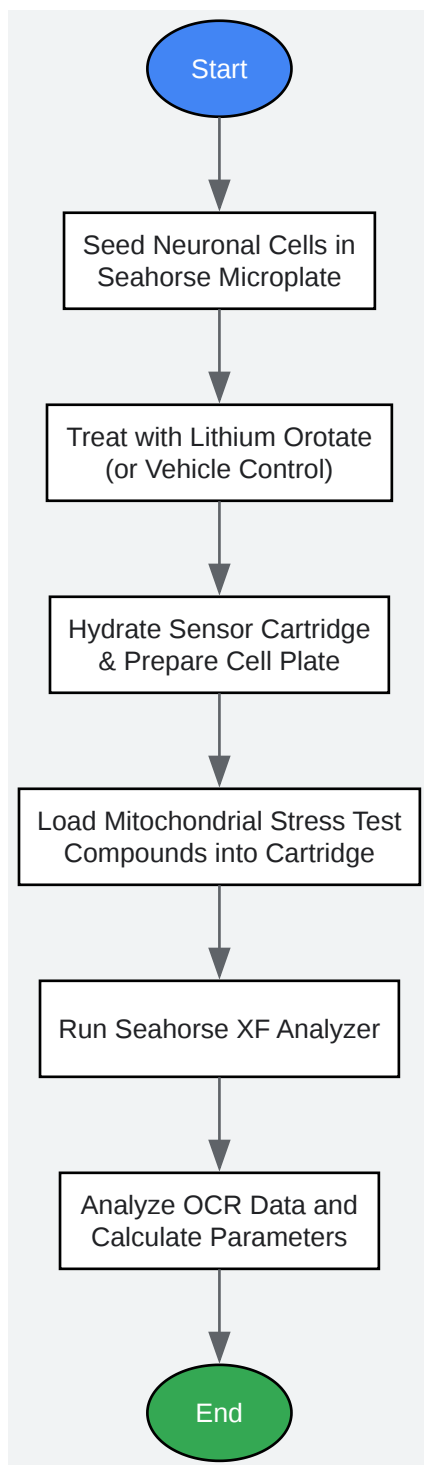 Start
Seed Neuronal Cells in
Seahorse Microplate
Treat with Lithium Orotate
(or Vehicle Control)
Hydrate Sensor Cartridge
& Prepare Cell Plate
Load Mitochondrial Stress Test
Compounds into Cartridge
Run Seahorse XF Analyzer
Analyze OCR Data and
Calculate Parameters
End